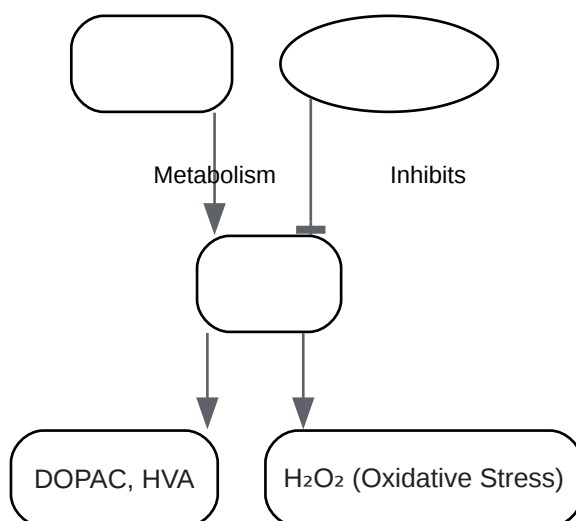 Metabolism
Inhibits
DOPAC, HVA
H₂O₂ (Oxidative Stress)